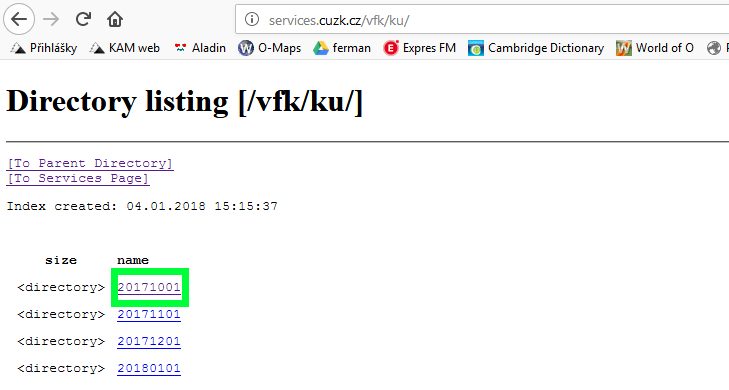 services.cuzk.cz/vfk/ku/
Přihlášky KAM web Aladin O-Maps ferman Expres FM Cambridge Dictionary World of O
Directory listing [/vfk/ku/]
[To Parent Directory]
[To Services Page]
Index created: 04.01.2018 15:15:37
size name
<directory> 20171001
<directory> 20171101
<directory> 20171201
<directory> 20180101